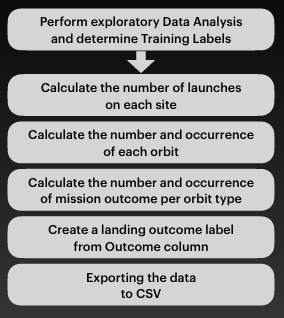 Perform exploratory Data Analysis
and determine Training Labels
Calculate the number of launches
on each site
Calculate the number and occurrence
of each orbit
Calculate the number and occurrence
of mission outcome per orbit type
Create a landing outcome label
from Outcome column
Exporting the data
to CSV